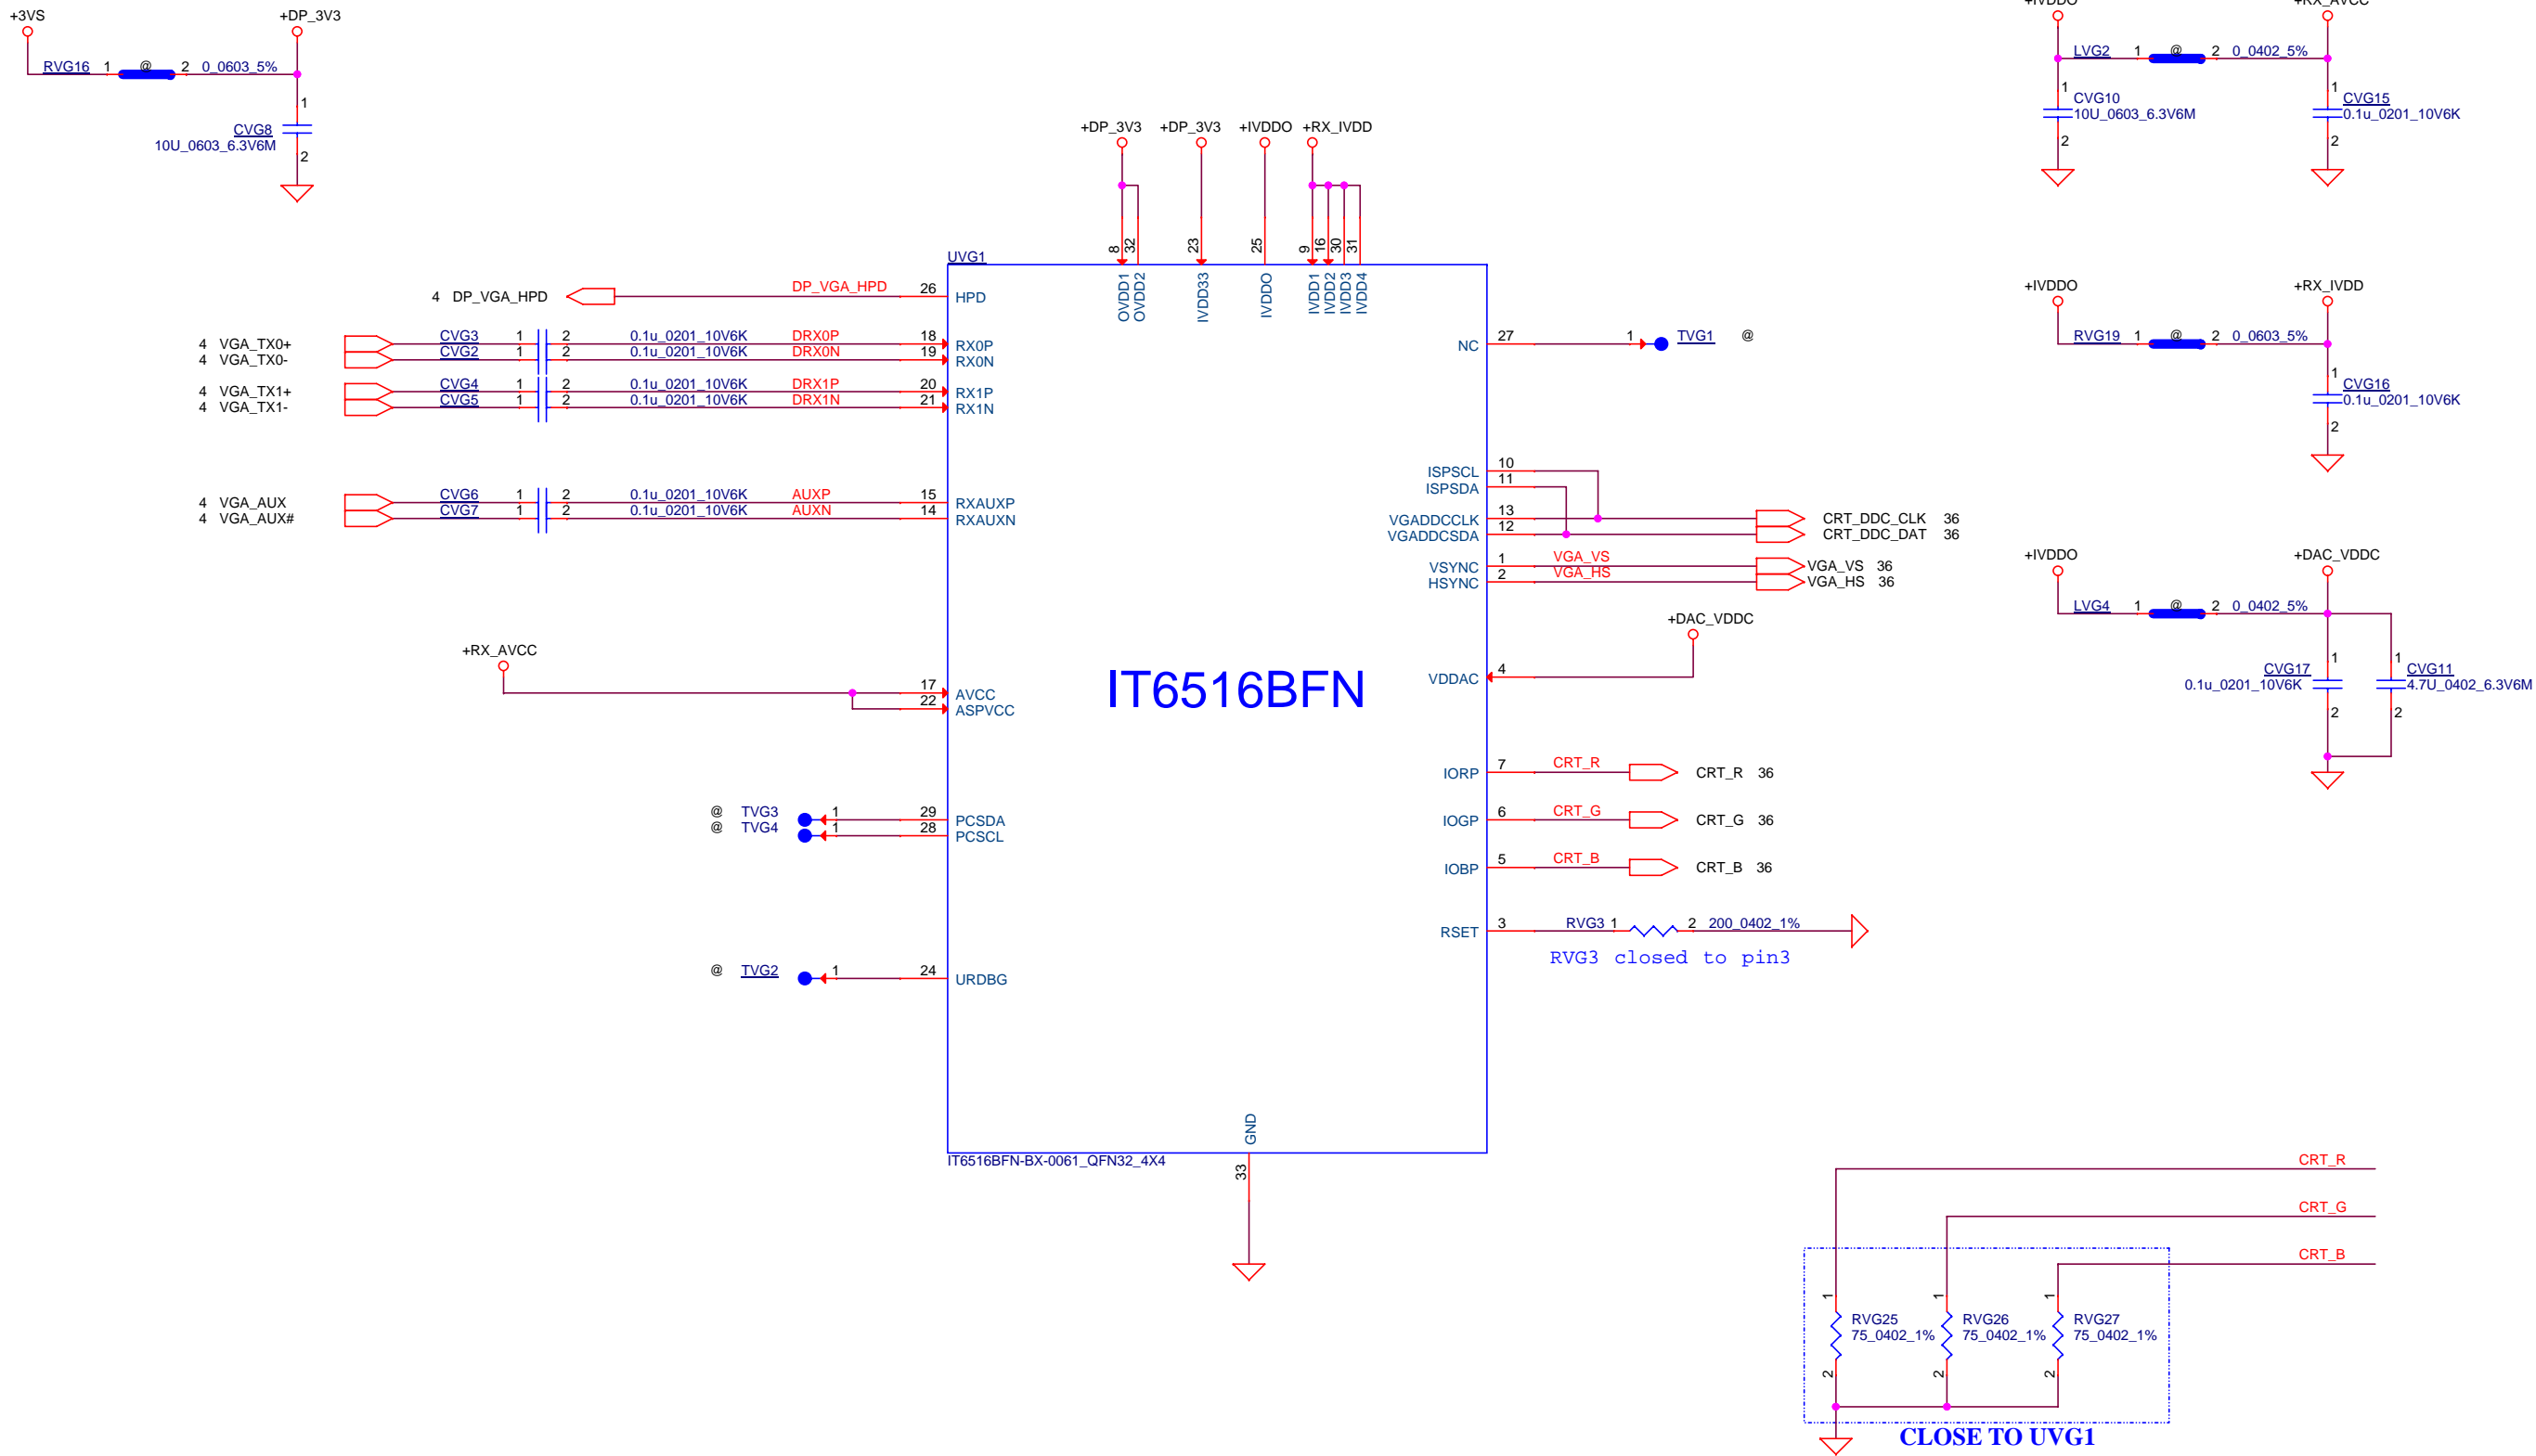 +3VS
+DP_3V3
RVG16 1 @ 2 0_0603_5%
1
CVG8
10U_0603_6.3V6M
2
+IVDDO
+RX_AVCC
LVG2 1 @ 2 0_0402_5%
1
CVG10
10U_0603_6.3V6M
2
1
CVG15
0.1u_0201_10V6K
2
+DP_3V3 +DP_3V3 +IVDDO +RX_IVDD
8 32 23 25 9 16 30 31
UVG1
OVDD1 OVDD2 IVDD33 IVDDO IVDD1 IVDD2 IVDD3 IVDD4
4 DP_VGA_HPD DP_VGA_HPD 26 HPD
4 VGA_TX0+ CVG3 1 2 0.1u_0201_10V6K DRX0P 18 RX0P
4 VGA_TX0- CVG2 1 2 0.1u_0201_10V6K DRX0N 19 RX0N
4 VGA_TX1+ CVG4 1 2 0.1u_0201_10V6K DRX1P 20 RX1P
4 VGA_TX1- CVG5 1 2 0.1u_0201_10V6K DRX1N 21 RX1N
4 VGA_AUX CVG6 1 2 0.1u_0201_10V6K AUXP 15 RXAUXP
4 VGA_AUX# CVG7 1 2 0.1u_0201_10V6K AUXN 14 RXAUXN
+RX_AVCC
17 AVCC
22 ASPVCC
@ TVG3 1 29 PCSDA
@ TVG4 1 28 PCSCL
@ TVG2 1 24 URDBG
IT6516BFN
NC 27 1 TVG1 @
ISPSCL 10
ISPSDA 11
VGADDCCLK 13 CRT_DDC_CLK 36
VGADDCSDA 12 CRT_DDC_DAT 36
VSYNC 1 VGA_VS VGA_VS 36
HSYNC 2 VGA_HS VGA_HS 36
+DAC_VDDC
VDDAC 4
IORP 7 CRT_R CRT_R 36
IOGP 6 CRT_G CRT_G 36
IOBP 5 CRT_B CRT_B 36
RSET 3 RVG3 1 2 200_0402_1%
RVG3 closed to pin3
GND
IT6516BFN-BX-0061_QFN32_4X4
33
+IVDDO
+RX_IVDD
RVG19 1 @ 2 0_0603_5%
1
CVG16
0.1u_0201_10V6K
2
+IVDDO
+DAC_VDDC
LVG4 1 @ 2 0_0402_5%
1
CVG17
0.1u_0201_10V6K
2
1
CVG11
4.7U_0402_6.3V6M
2
CRT_R
CRT_G
CRT_B
1 1 1
RVG25 RVG26 RVG27
75_0402_1% 75_0402_1% 75_0402_1%
2 2 2
CLOSE TO UVG1